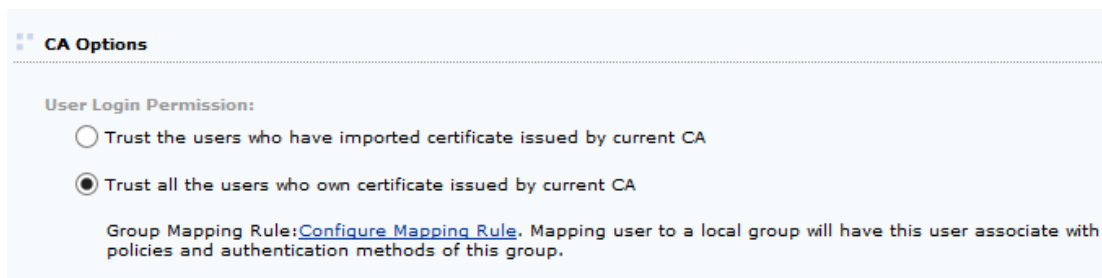 CA Options
User Login Permission:
Trust the users who have imported certificate issued by current CA
Trust all the users who own certificate issued by current CA
Group Mapping Rule:Configure Mapping Rule. Mapping user to a local group will have this user associate with
policies and authentication methods of this group.